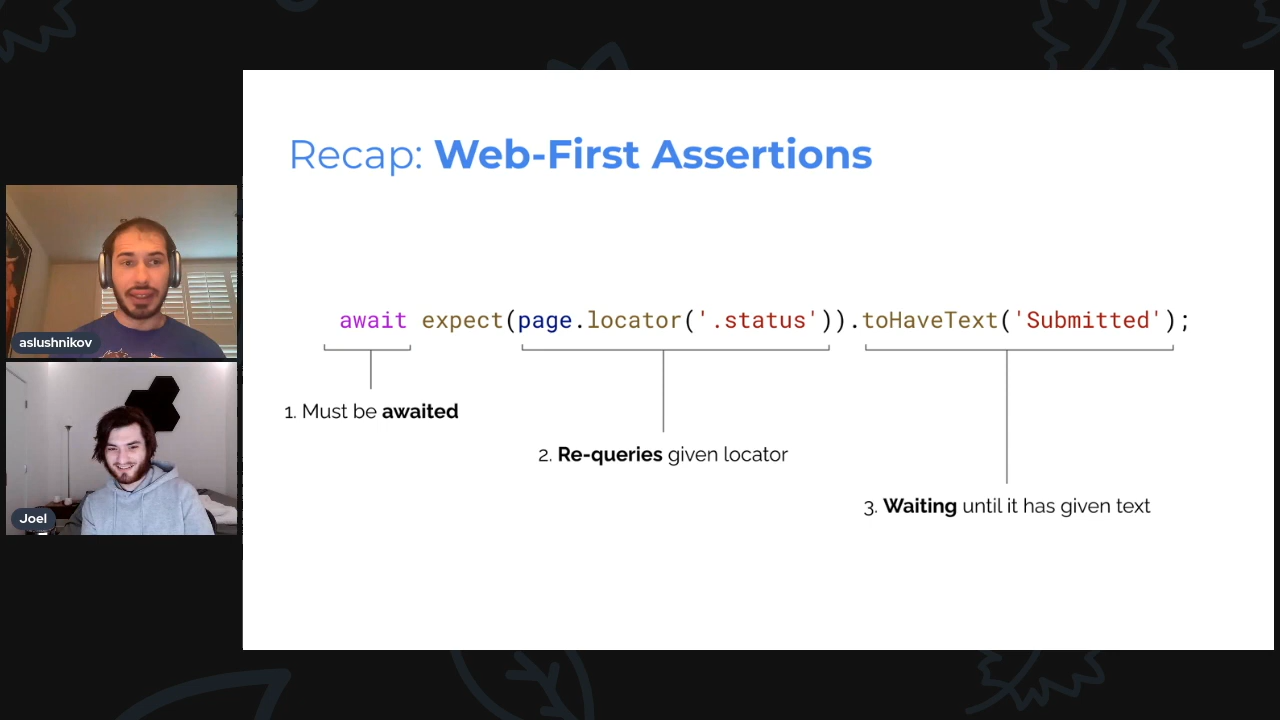 Recap: Web-First Assertions
await expect(page.locator('.status')).toHaveText('Submitted');
1. Must be awaited
2. Re-queries given locator
3. Waiting until it has given text
aslushnikov
Joel